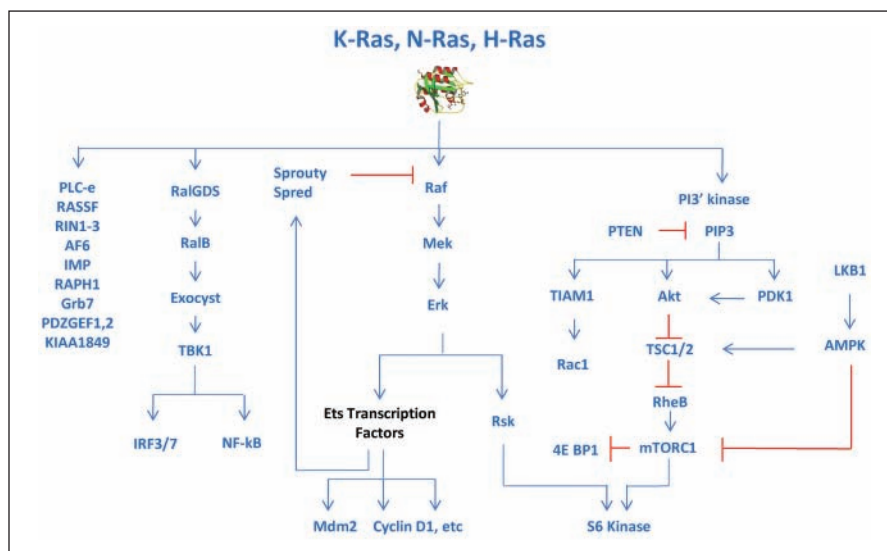 K-Ras, N-Ras, H-Ras
PLC-e
RASSF
RIN1-3
AF6
IMP
RAPH1
Grb7
PDZGEF1,2
KIAA1849
RalGDS
RalB
Exocyst
TBK1
IRF3/7
NF-kB
Sprouty
Spred
Raf
Mek
Erk
Ets Transcription
Factors
Rsk
Mdm2
Cyclin D1, etc
PI3' kinase
PTEN
PIP3
TIAM1
Akt
PDK1
LKB1
Rac1
TSC1/2
AMPK
RheB
4E BP1
mTORC1
S6 Kinase